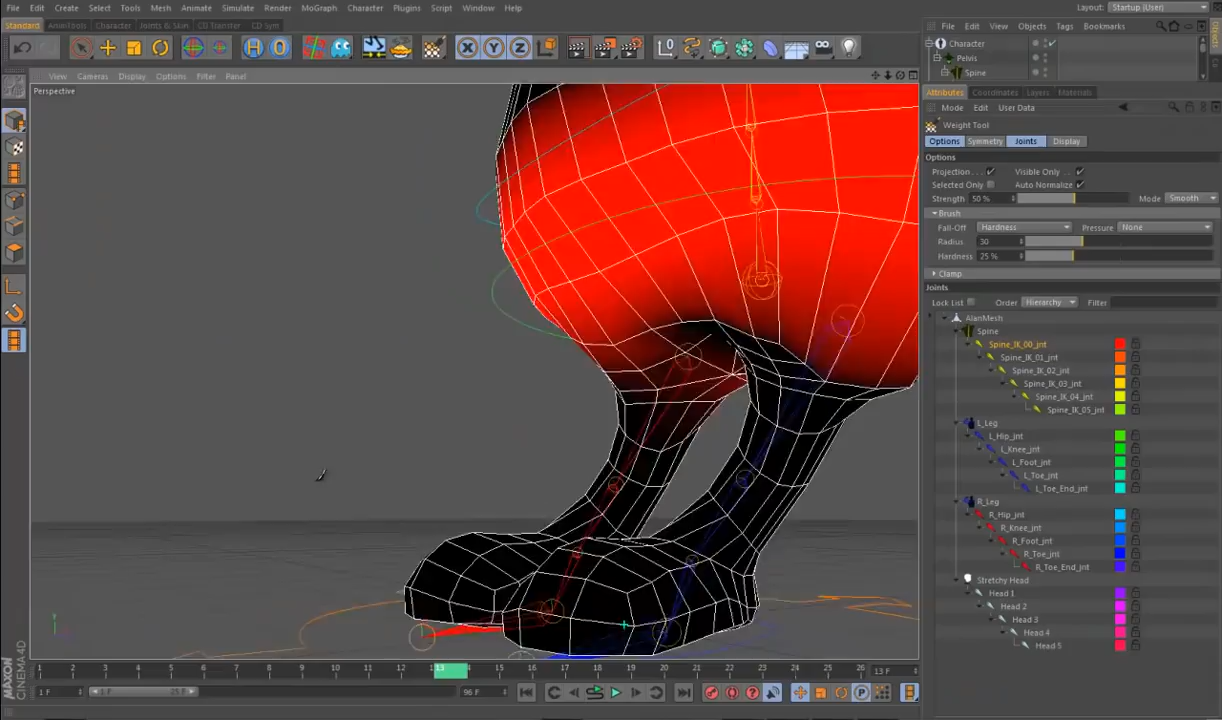 File Edit Create Select Tools Mesh Animate Simulate Render MoGraph Character Plugins Script Window Help
Layout: Startup (User)
Standard AnimTools Character Joints & Skin CD Transfer CD Sym
File Edit View Objects Tags Bookmarks
Character
Pelvis
Spine
View Cameras Display Options Filter Panel
Perspective
Attributes Coordinates Layers Materials
Mode Edit User Data
Weight Tool
Options Symmetry Joints Display
Options
Projection Visible Only
Selected Only Auto Normalize
Strength 50 % Mode Smooth
Brush
Fall-Off Hardness Pressure None
Radius 30
Hardness 25 %
Clamp
Joints
Lock List Order Hierarchy Filter
AlanMesh
Spine
Spine_IK_00_jnt
Spine_IK_01_jnt
Spine_IK_02_jnt
Spine_IK_03_jnt
Spine_IK_04_jnt
Spine_IK_05_jnt
L_Leg
L_Hip_jnt
L_Knee_jnt
L_Foot_jnt
L_Toe_jnt
L_Toe_End_jnt
R_Leg
R_Hip_jnt
R_Knee_jnt
R_Foot_jnt
R_Toe_jnt
R_Toe_End_jnt
Stretchy Head
Head 1
Head 2
Head 3
Head 4
Head 5
Y
1 2 3 4 5 6 7 8 9 10 11 12 13 15 16 17 18 19 20 21 22 23 24 25 26 13 F
1 F 1 F 25 F 96 F
MAXON CINEMA 4D